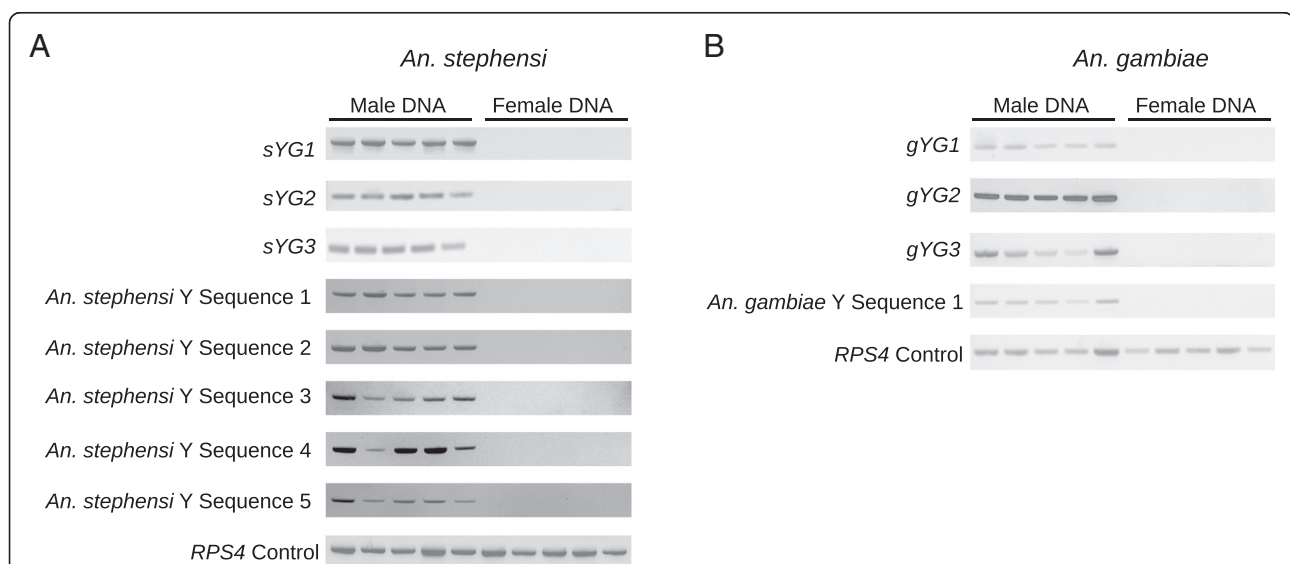 A
An. stephensi
Male DNA Female DNA
sYG1
sYG2
sYG3
An. stephensi Y Sequence 1
An. stephensi Y Sequence 2
An. stephensi Y Sequence 3
An. stephensi Y Sequence 4
An. stephensi Y Sequence 5
RPS4 Control
B
An. gambiae
Male DNA Female DNA
gYG1
gYG2
gYG3
An. gambiae Y Sequence 1
RPS4 Control